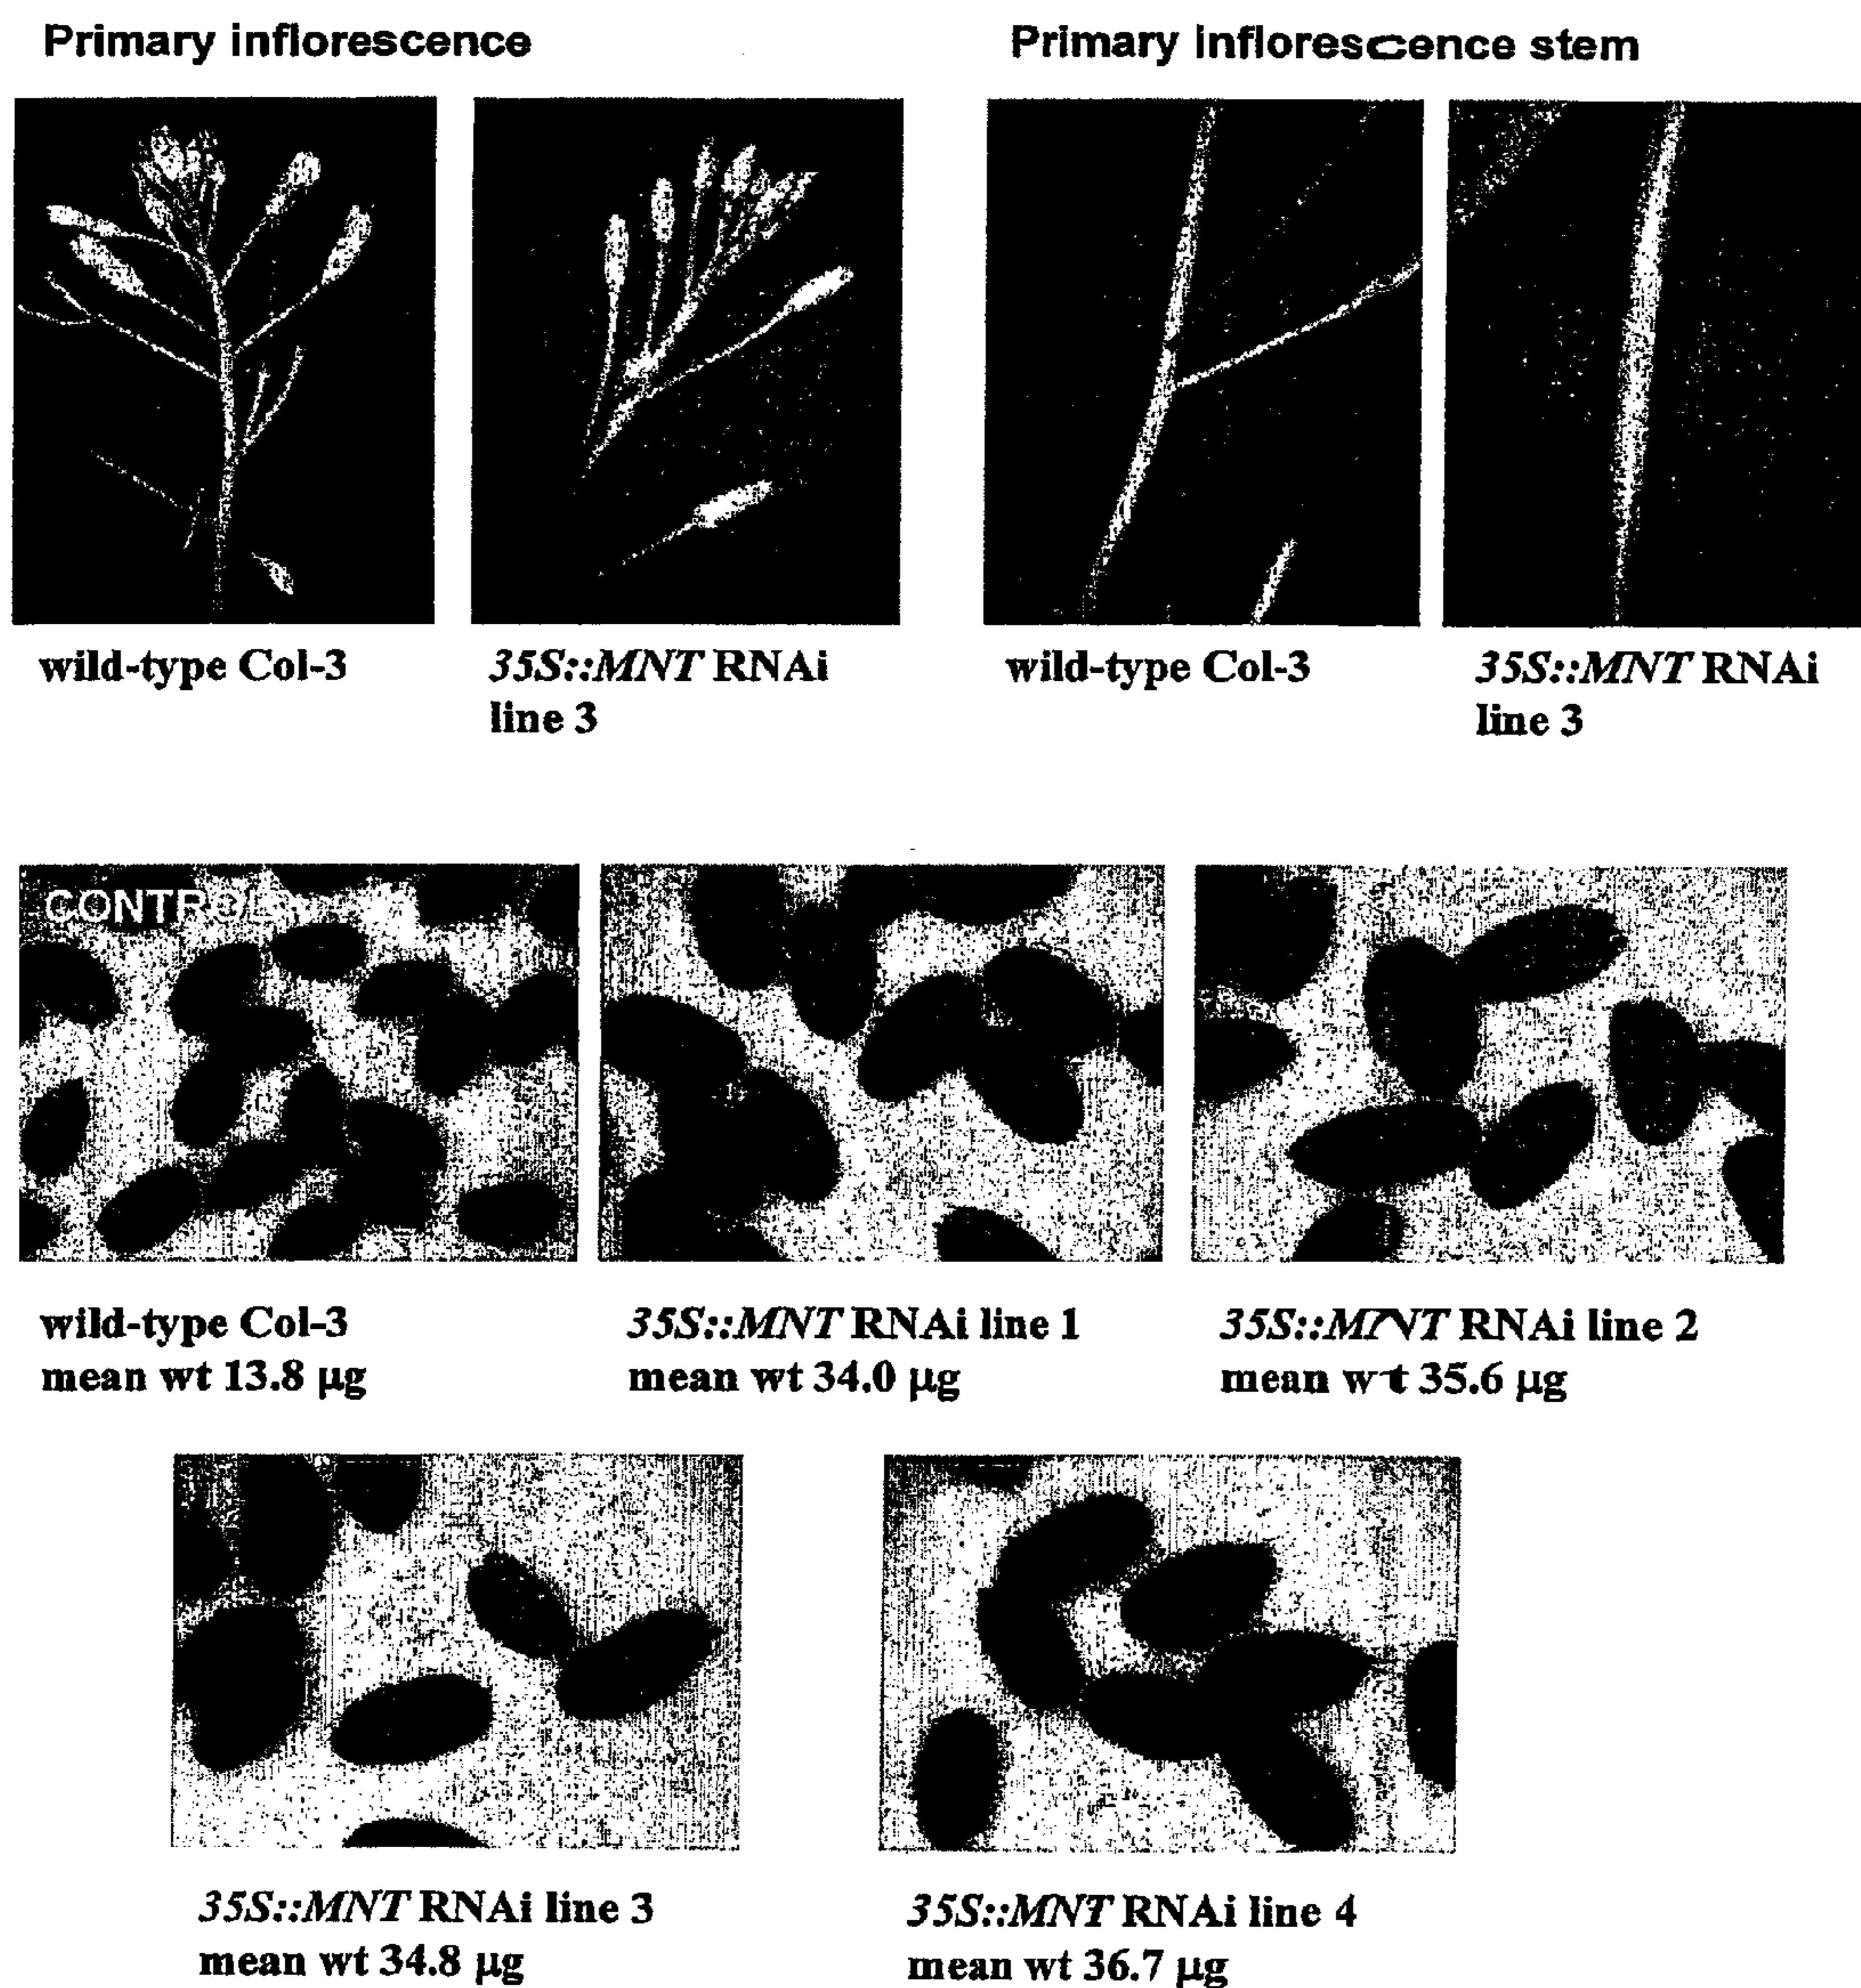 Primary inflorescence
Primary inflorescence stem
wild-type Col-3
35S::MNT RNAi
line 3
wild-type Col-3
35S::MNT RNAi
line 3
CONTROL
wild-type Col-3
mean wt 13.8 µg
35S::MNT RNAi line 1
mean wt 34.0 µg
35S::MNT RNAi line 2
mean wt 35.6 µg
35S::MNT RNAi line 3
mean wt 34.8 µg
35S::MNT RNAi line 4
mean wt 36.7 µg